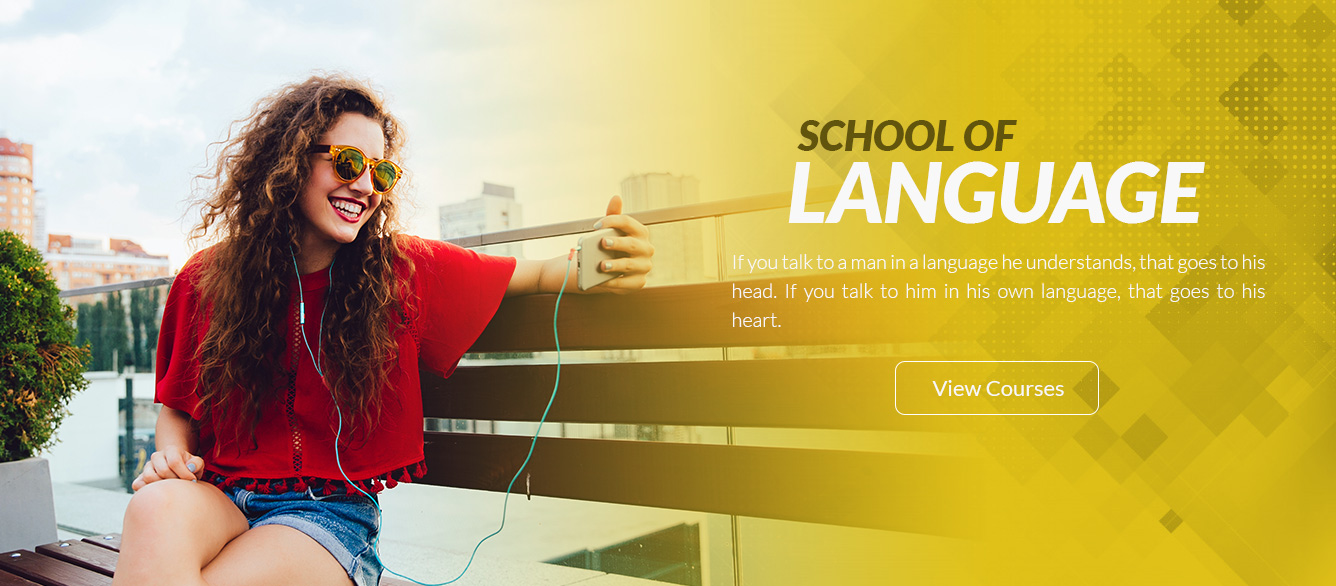 SCHOOL OF
LANGUAGE
If you talk to a man in a language he understands, that goes to his
head. If you talk to him in his own language, that goes to his
heart.
View Courses